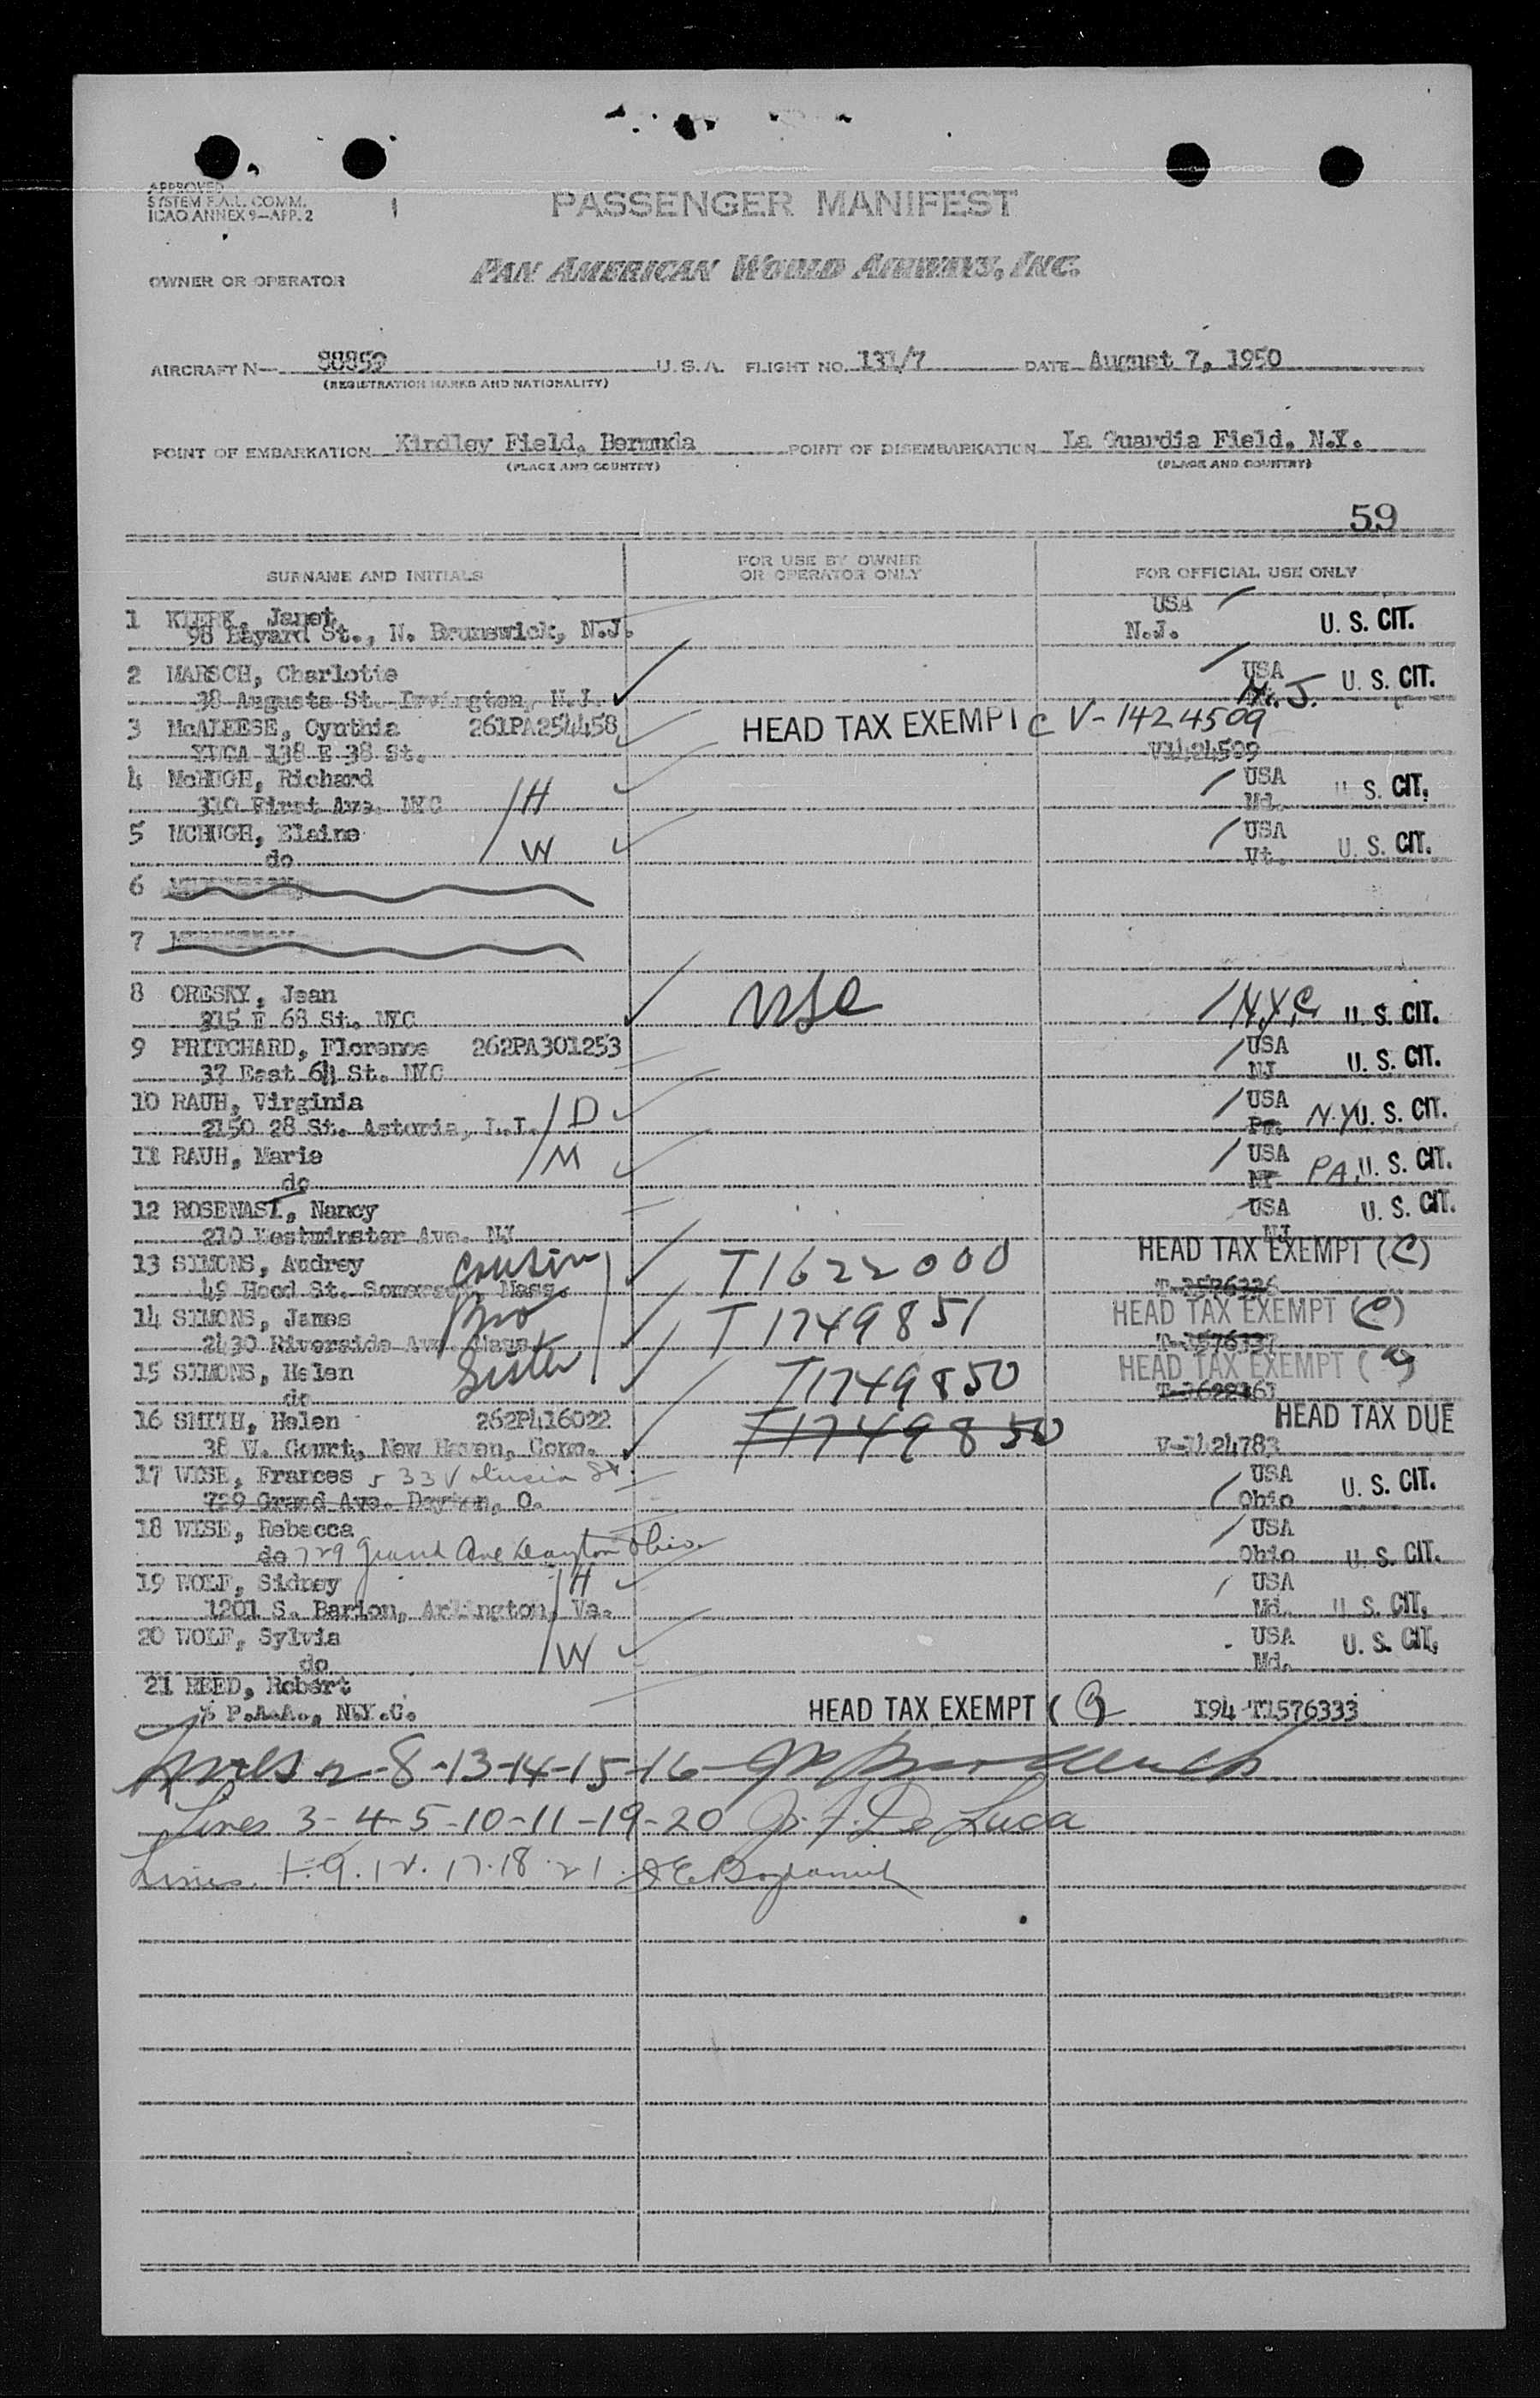 APPROVED
SYSTEM F.A.L. COMM.
ICAO ANNEX 9-APP. 2
PASSENGER MANIFEST
OWNER OR OPERATOR
PAN AMERICAN WORLD AIRWAYS, INC.
AIRCRAFT N- 88859 U.S.A. FLIGHT NO. 131/7 DATE August 7, 1950
(REGISTRATION MARKS AND NATIONALITY)
POINT OF EMBARKATION Kindley Field, Bermuda POINT OF DISEMBARKATION La Guardia Field, N.Y.
(PLACE AND COUNTRY) (PLACE AND COUNTRY)
59
SURNAME AND INITIALS FOR USE BY OWNER OR OPERATOR ONLY FOR OFFICIAL USE ONLY
1 Janet USA
98 Bayard St., N. Brunswick, N.J. N.J. U. S. CIT.
2 MARSCH, Charlotte USA U. S. CIT.
38 Augusta St. Irvington, N.J. N. J.
3 McALEESE, Cynthia 261PA254458 HEAD TAX EXEMPT C V-1424509
YWCA 138 E 38 St. V1424509
4 McHUGH, Richard USA
310 First Ave. NYC H Md. U. S. CIT.
5 MCHUGH, Elaine USA
do W Vt. U. S. CIT.
6
7
8 ORESKY, Jean
315 E 68 St. NYC USC N.Y.C. U. S. CIT.
9 PRITCHARD, Florence 262PA301253 USA
37 East 64 St. NYC NJ U. S. CIT.
10 RAUH, Virginia D USA
2150 28 St. Astoria, L.I. Pa. N.Y. U. S. CIT.
11 RAUH, Marie M USA
do NY PA. U. S. CIT.
12 ROSENAST, Nancy USA U. S. CIT.
210 Westminster Ave. NJ NJ
13 SIMONS, Audrey cousin T1622000 HEAD TAX EXEMPT (C)
49 Hood St. Mass.
14 SIMONS, James Bro T1749851 HEAD TAX EXEMPT (C)
2430 Riverside Ave. Mass. T-1576337
15 SIMONS, Helen Sister T1749850 HEAD TAX EXEMPT
do
16 SMITH, Helen 262P416022 T1749850 HEAD TAX DUE
38 W. Court, New Haven, Conn. V-1424783
17 WISE, Frances 533 Volusia St. USA
729 Grand Ave. Dayton, O. Ohio U. S. CIT.
18 WISE, Rebecca USA
do 729 Grand Ave Dayton Ohio. Ohio U. S. CIT.
19 WOLF, Sidney H USA
1201 S. Barton, Arlington, Va. Md. U. S. CIT.
20 WOLF, Sylvia USA
do W Md. U. S. CIT.
21 REED, Robert
% P.A.A., N.Y.C. HEAD TAX EXEMPT (C) I94 T1576333
Lines 2-8-13-14-15-16
Lines 3-4-5-10-11-19-20 J. F. De Luca
Lines 1.9.12.17.18.21